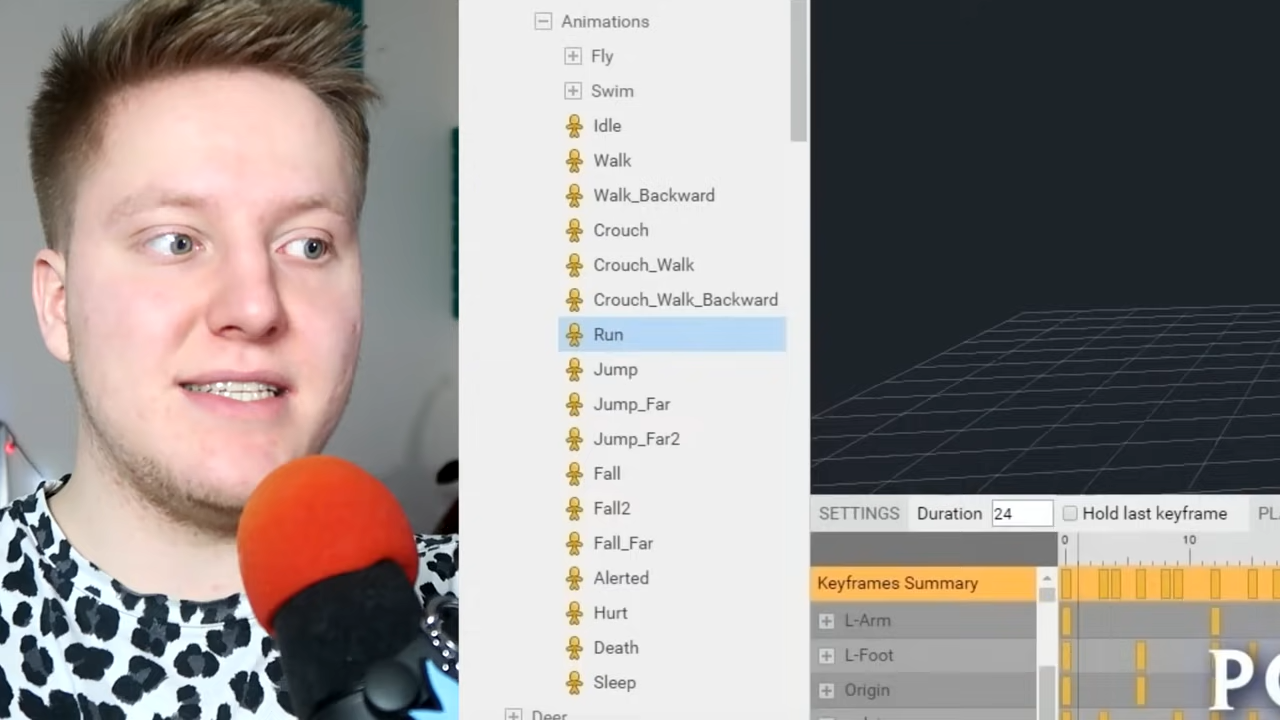 Animations
Fly
Swim
Idle
Walk
Walk_Backward
Crouch
Crouch_Walk
Crouch_Walk_Backward
Run
Jump
Jump_Far
Jump_Far2
Fall
Fall2
Fall_Far
Alerted
Hurt
Death
Sleep
Deer
SETTINGS Duration 24 Hold last keyframe
0 10
Keyframes Summary
L-Arm
L-Foot
Origin